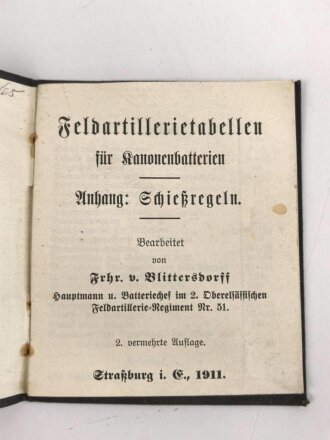 Feldartillerietabellen
für Kanonenbatterien
Anhang: Schießregeln.
Bearbeitet
von
Frhr. v. Blittersdorff
Hauptmann u. Batteriechef im 2. Oberelsässischen
Feldartillerie-Regiment Nr. 51.
2. vermehrte Auflage.
Straßburg i. E., 1911.